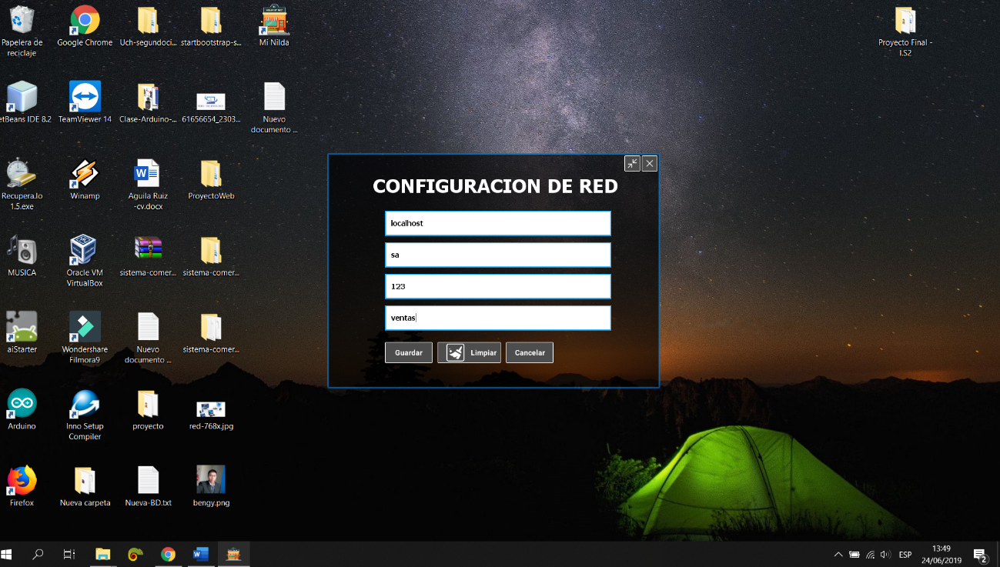 Papelera de
reciclaje
Google Chrome
Uch-segundoci...
startbootstrap-s...
Mi Nilda
Proyecto Final -
I.S2
etBeans IDE 8.2
TeamViewer 14
Clase-Arduino-...
61656654_2303...
Nuevo
documento ...
Recupera.lo
1.5.exe
Winamp
Aguila Ruiz
-cv.docx
ProyectoWeb
MUSICA
Oracle VM
VirtualBox
sistema-comer...
sistema-comer...
aiStarter
Wondershare
Filmora9
Nuevo
documento ...
sistema-comer...
Arduino
Inno Setup
Compiler
proyecto
red-768x.jpg
Firefox
Nueva carpeta
Nueva-BD.txt
bengy.png
CONFIGURACION DE RED
localhost
sa
123
ventas
Guardar
Limpiar
Cancelar
ESP
13:49
24/06/2019
2